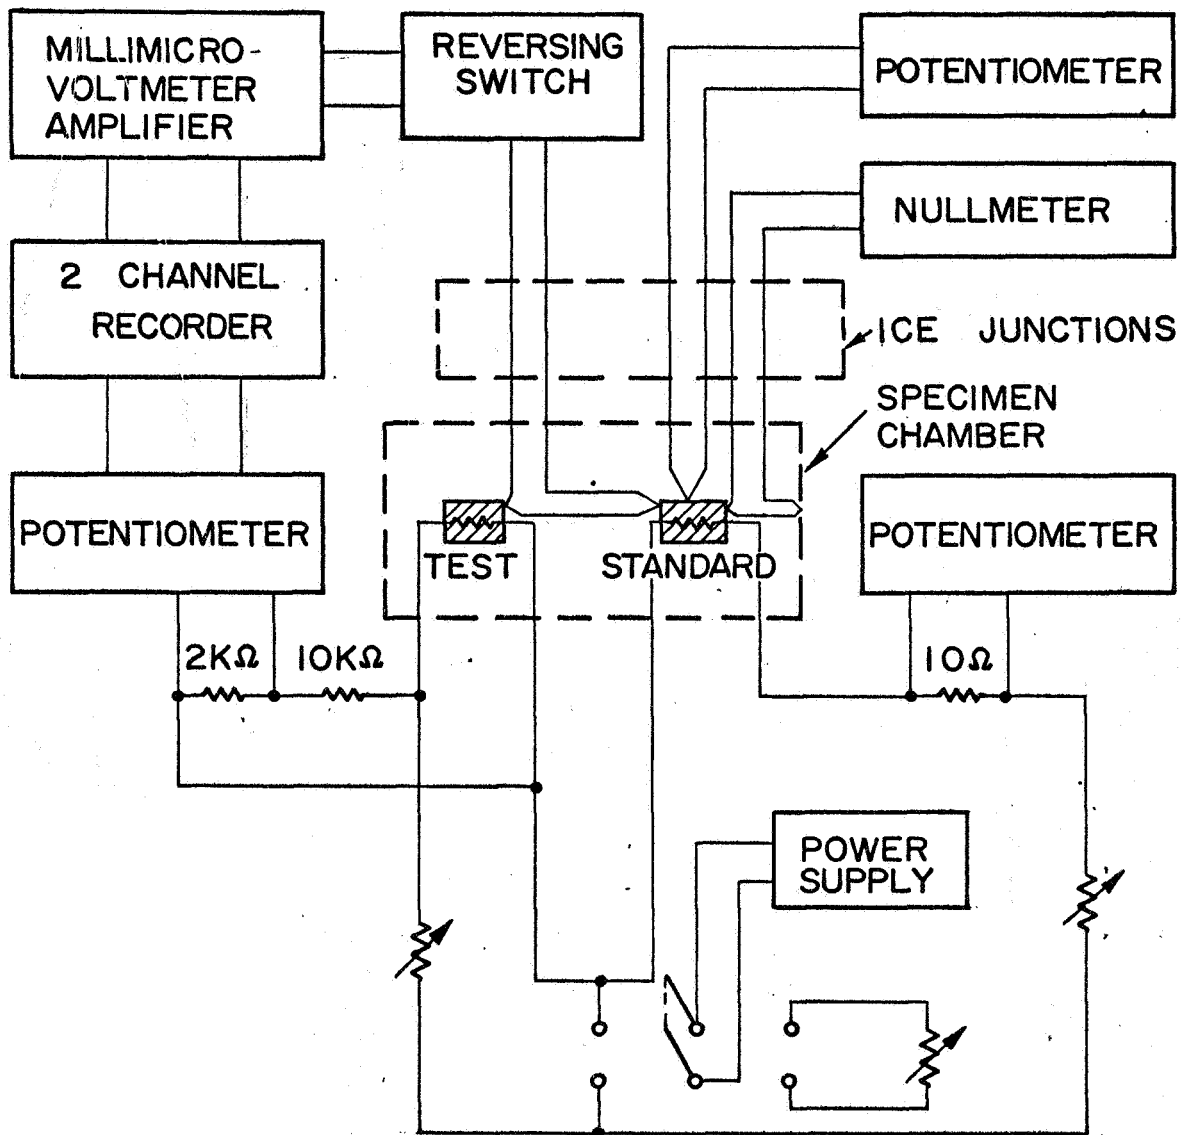 MILLIMICRO-
VOLTMETER
AMPLIFIER
REVERSING
SWITCH
POTENTIOMETER
NULLMETER
2 CHANNEL
RECORDER
ICE JUNCTIONS
SPECIMEN
CHAMBER
POTENTIOMETER
TEST
STANDARD
POTENTIOMETER
2KΩ
10KΩ
10Ω
POWER
SUPPLY